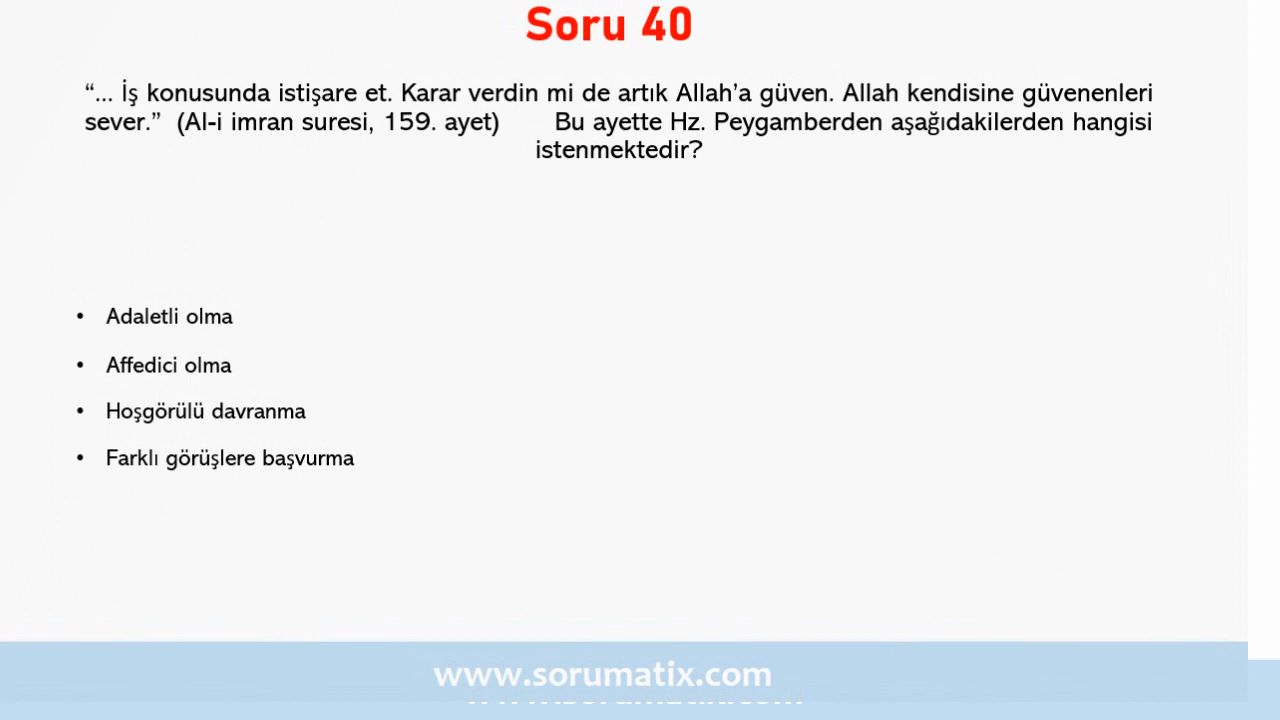 Soru 40
“... İş konusunda istişare et. Karar verdin mi de artık Allah’a güven. Allah kendisine güvenenleri
sever.” (Al-i imran suresi, 159. ayet) Bu ayette Hz. Peygamberden aşağıdakilerden hangisi
istenmektedir?
• Adaletli olma
• Affedici olma
• Hoşgörülü davranma
• Farklı görüşlere başvurma
www.sorumatix.com